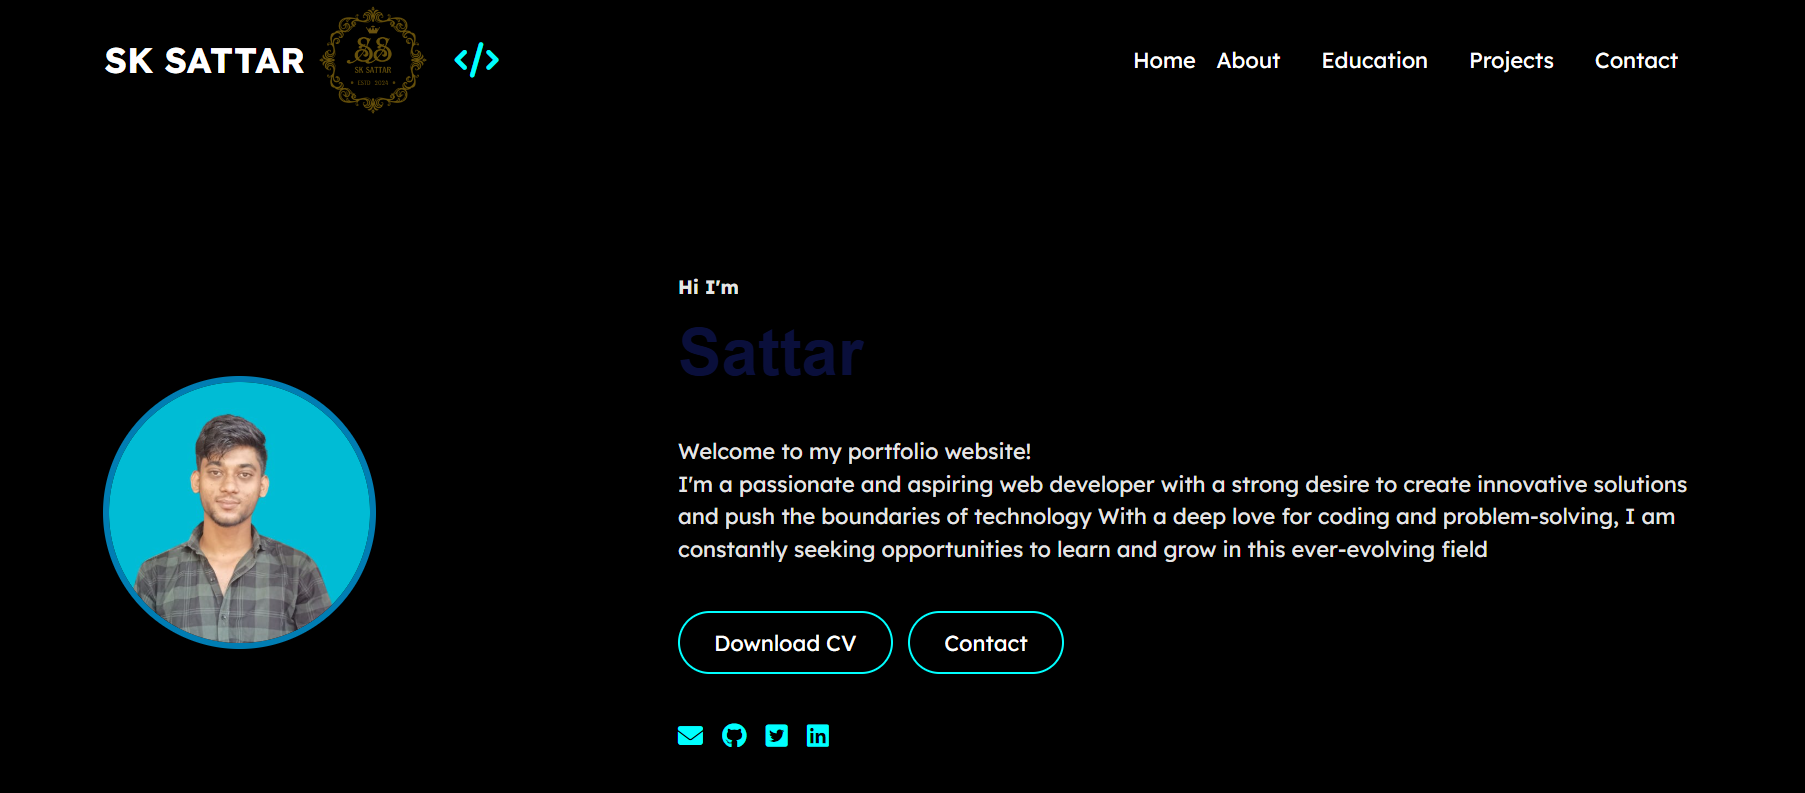 SK SATTAR
SS
SK SATTAR
ESTD 2023
</>
Home About Education Projects Contact
Hi I'm
Sattar
Welcome to my portfolio website!
I'm a passionate and aspiring web developer with a strong desire to create innovative solutions
and push the boundaries of technology With a deep love for coding and problem-solving, I am
constantly seeking opportunities to learn and grow in this ever-evolving field
Download CV Contact
in